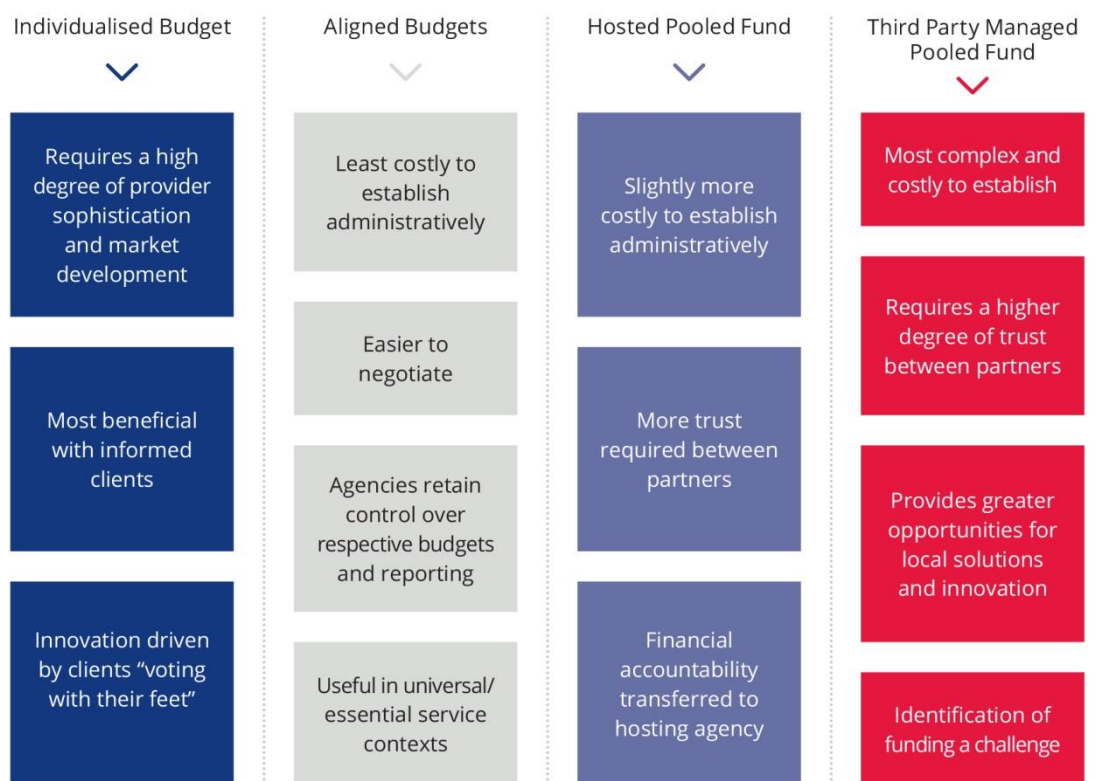 Individualised Budget
Requires a high
degree of provider
sophistication
and market
development
Most beneficial
with informed
clients
Innovation driven
by clients “voting
with their feet”
Aligned Budgets
Least costly to
establish
administratively
Easier to
negotiate
Agencies retain
control over
respective budgets
and reporting
Useful in universal/
essential service
contexts
Hosted Pooled Fund
Slightly more
costly to establish
administratively
More trust
required between
partners
Financial
accountability
transferred to
hosting agency
Third Party Managed
Pooled Fund
Most complex and
costly to establish
Requires a higher
degree of trust
between partners
Provides greater
opportunities for
local solutions
and innovation
Identification of
funding a challenge